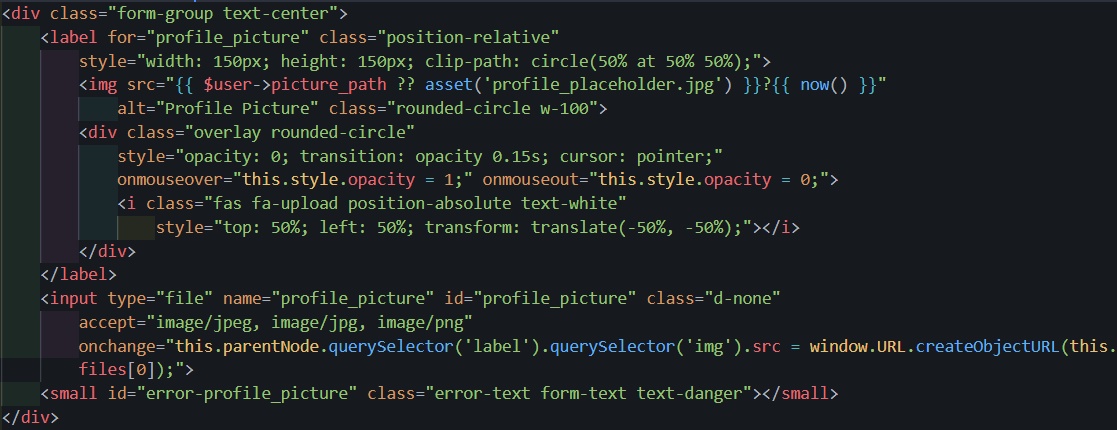 <div class="form-group text-center">
<label for="profile_picture" class="position-relative"
style="width: 150px; height: 150px; clip-path: circle(50% at 50% 50%);">
<img src="{{ $user->picture_path ?? asset('profile_placeholder.jpg') }}?{{ now() }}"
alt="Profile Picture" class="rounded-circle w-100">
<div class="overlay rounded-circle"
style="opacity: 0; transition: opacity 0.15s; cursor: pointer;"
onmouseover="this.style.opacity = 1;" onmouseout="this.style.opacity = 0;">
<i class="fas fa-upload position-absolute text-white"
style="top: 50%; left: 50%; transform: translate(-50%, -50%);"></i>
</div>
</label>
<input type="file" name="profile_picture" id="profile_picture" class="d-none"
accept="image/jpeg, image/jpg, image/png"
onchange="this.parentNode.querySelector('label').querySelector('img').src = window.URL.createObjectURL(this.
files[0]);">
<small id="error-profile_picture" class="error-text form-text text-danger"></small>
</div>